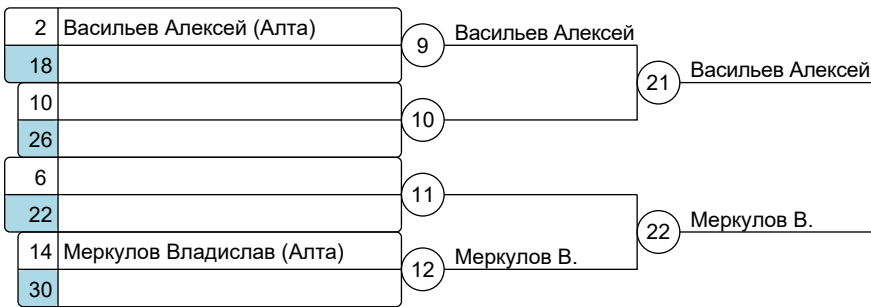 2 Васильев Алексей (Алта)
9 Васильев Алексей
18
21 Васильев Алексей
10
10
26
6
11
22
22 Меркулов В.
14 Меркулов Владислав (Алта)
12 Меркулов В.
30